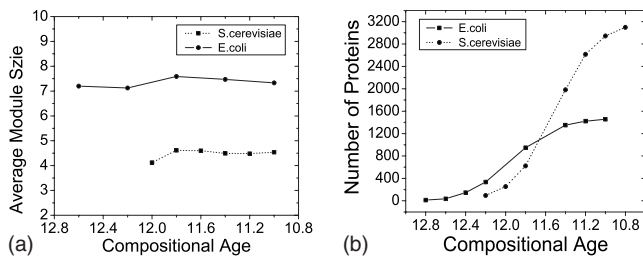 10
9
8
7
6
5
4
3
2
Average Module Szie
S.cerevisiae
E.coli
12.8 12.4 12.0 11.6 11.2 10.8
Compositional Age
(a)
3200
2800
2400
2000
1600
1200
800
400
0
Number of Proteins
E.coli
S.cerevisiae
12.8 12.4 12.0 11.6 11.2 10.8
Compositional Age
(b)